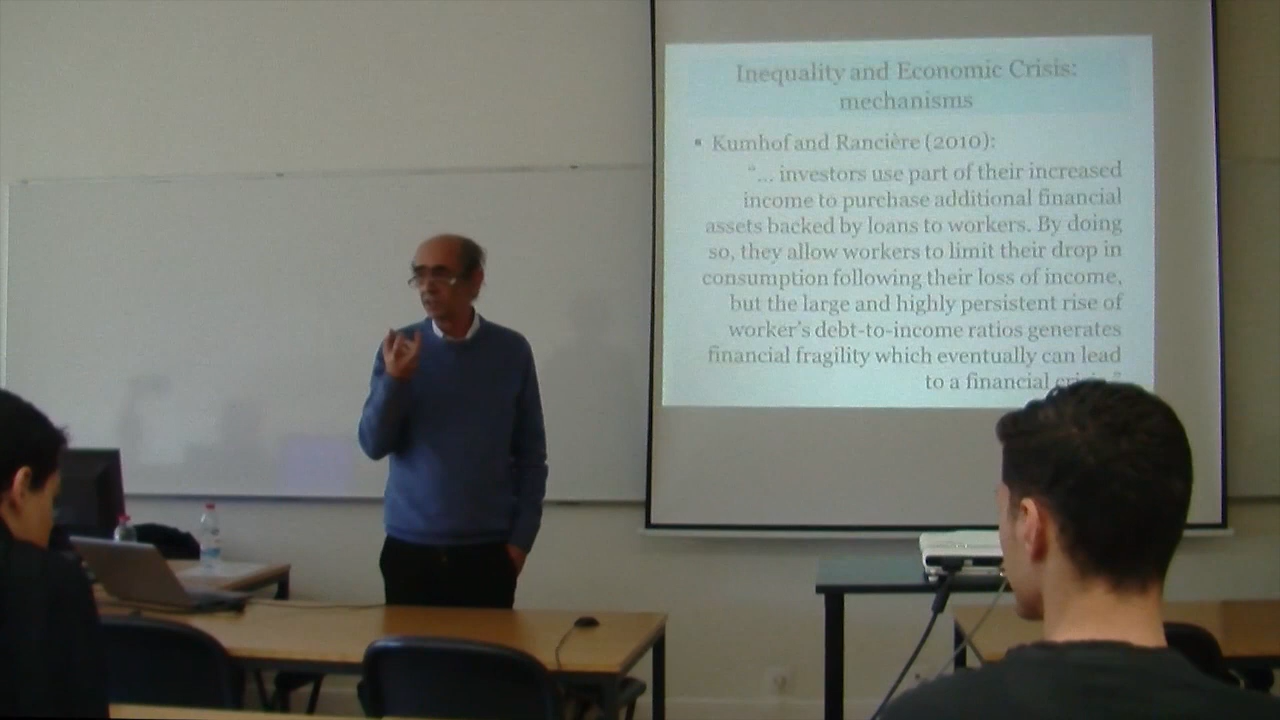 Inequality and Economic Crisis:
mechanisms
▪ Kumhof and Rancière (2010):
“... investors use part of their increased
income to purchase additional financial
assets backed by loans to workers. By doing
so, they allow workers to limit their drop in
consumption following their loss of income,
but the large and highly persistent rise of
worker’s debt-to-income ratios generates
financial fragility which eventually can lead
to a financial